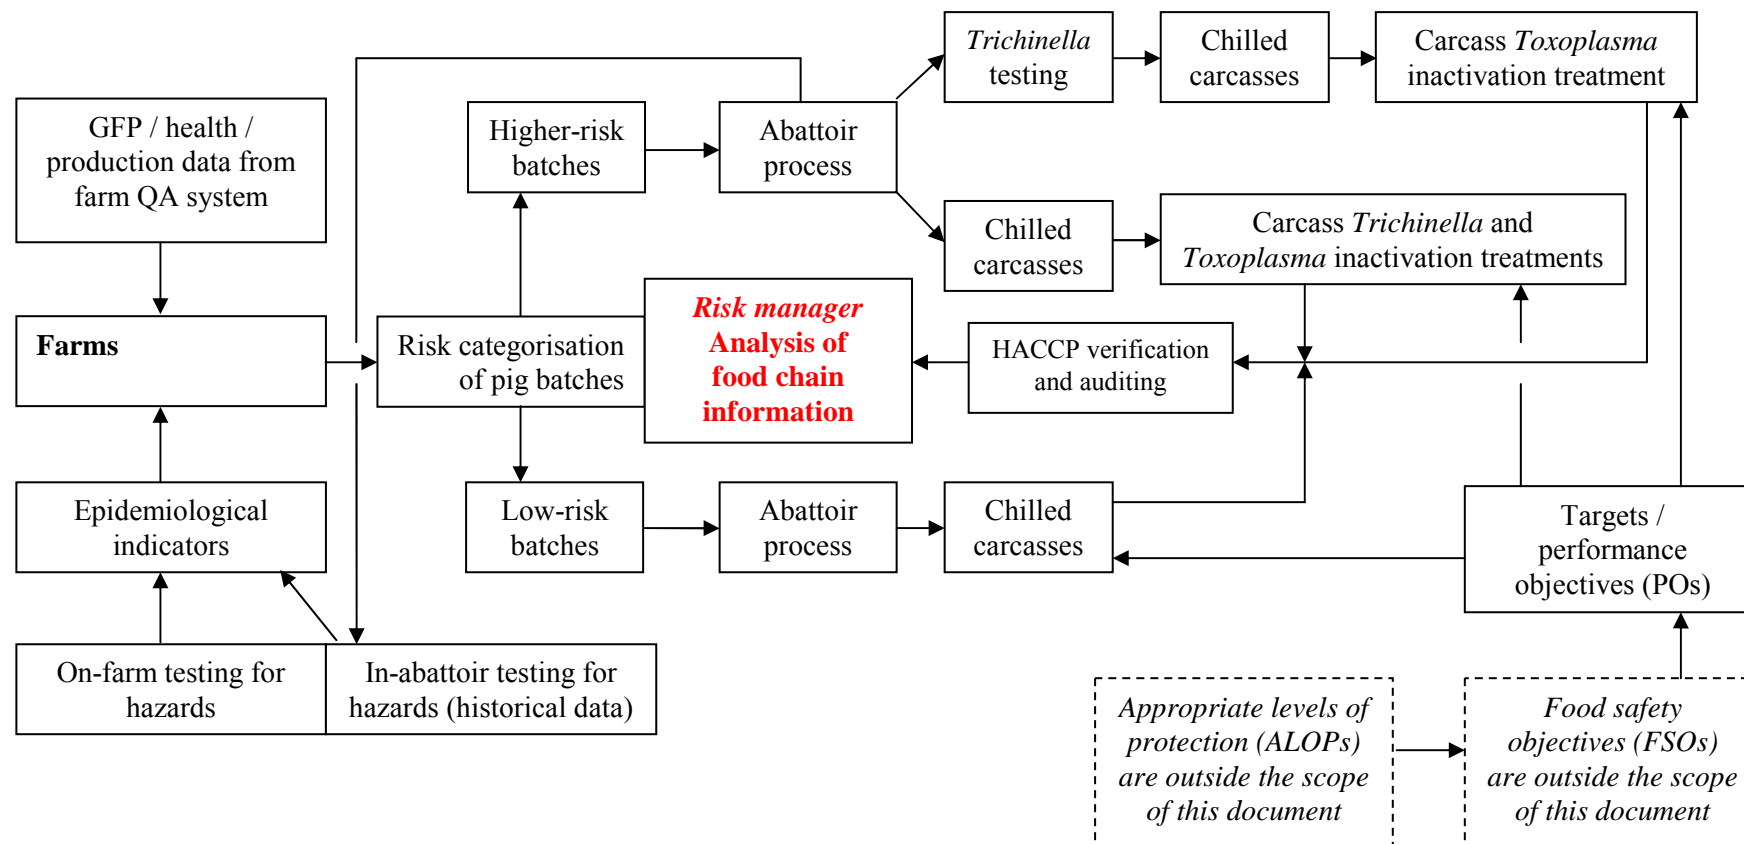 GFP / health /
production data from
farm QA system
Farms
Epidemiological
indicators
On-farm testing for
hazards
In-abattoir testing for
hazards (historical data)
Risk categorisation
of pig batches
Higher-risk
batches
Abattoir
process
Trichinella
testing
Chilled
carcasses
Carcass Toxoplasma
inactivation treatment
Chilled
carcasses
Carcass Trichinella and
Toxoplasma inactivation treatments
Risk manager
Analysis of
food chain
information
HACCP verification
and auditing
Low-risk
batches
Abattoir
process
Chilled
carcasses
Targets /
performance
objectives (POs)
Appropriate levels of
protection (ALOPs)
are outside the scope
of this document
Food safety
objectives (FSOs)
are outside the scope
of this document